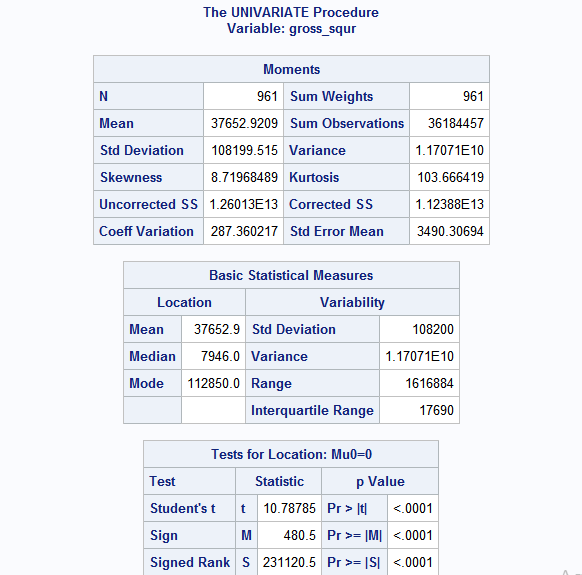 The UNIVARIATE Procedure
Variable: gross_squr
Moments
N 961 Sum Weights 961
Mean 37652.9209 Sum Observations 36184457
Std Deviation 108199.515 Variance 1.17071E10
Skewness 8.71968489 Kurtosis 103.666419
Uncorrected SS 1.26013E13 Corrected SS 1.12388E13
Coeff Variation 287.360217 Std Error Mean 3490.30694
Basic Statistical Measures
Location Variability
Mean 37652.9 Std Deviation 108200
Median 7946.0 Variance 1.17071E10
Mode 112850.0 Range 1616884
Interquartile Range 17690
Tests for Location: Mu0=0
Test Statistic p Value
Student's t t 10.78785 Pr > |t| <.0001
Sign M 480.5 Pr >= |M| <.0001
Signed Rank S 231120.5 Pr >= |S| <.0001